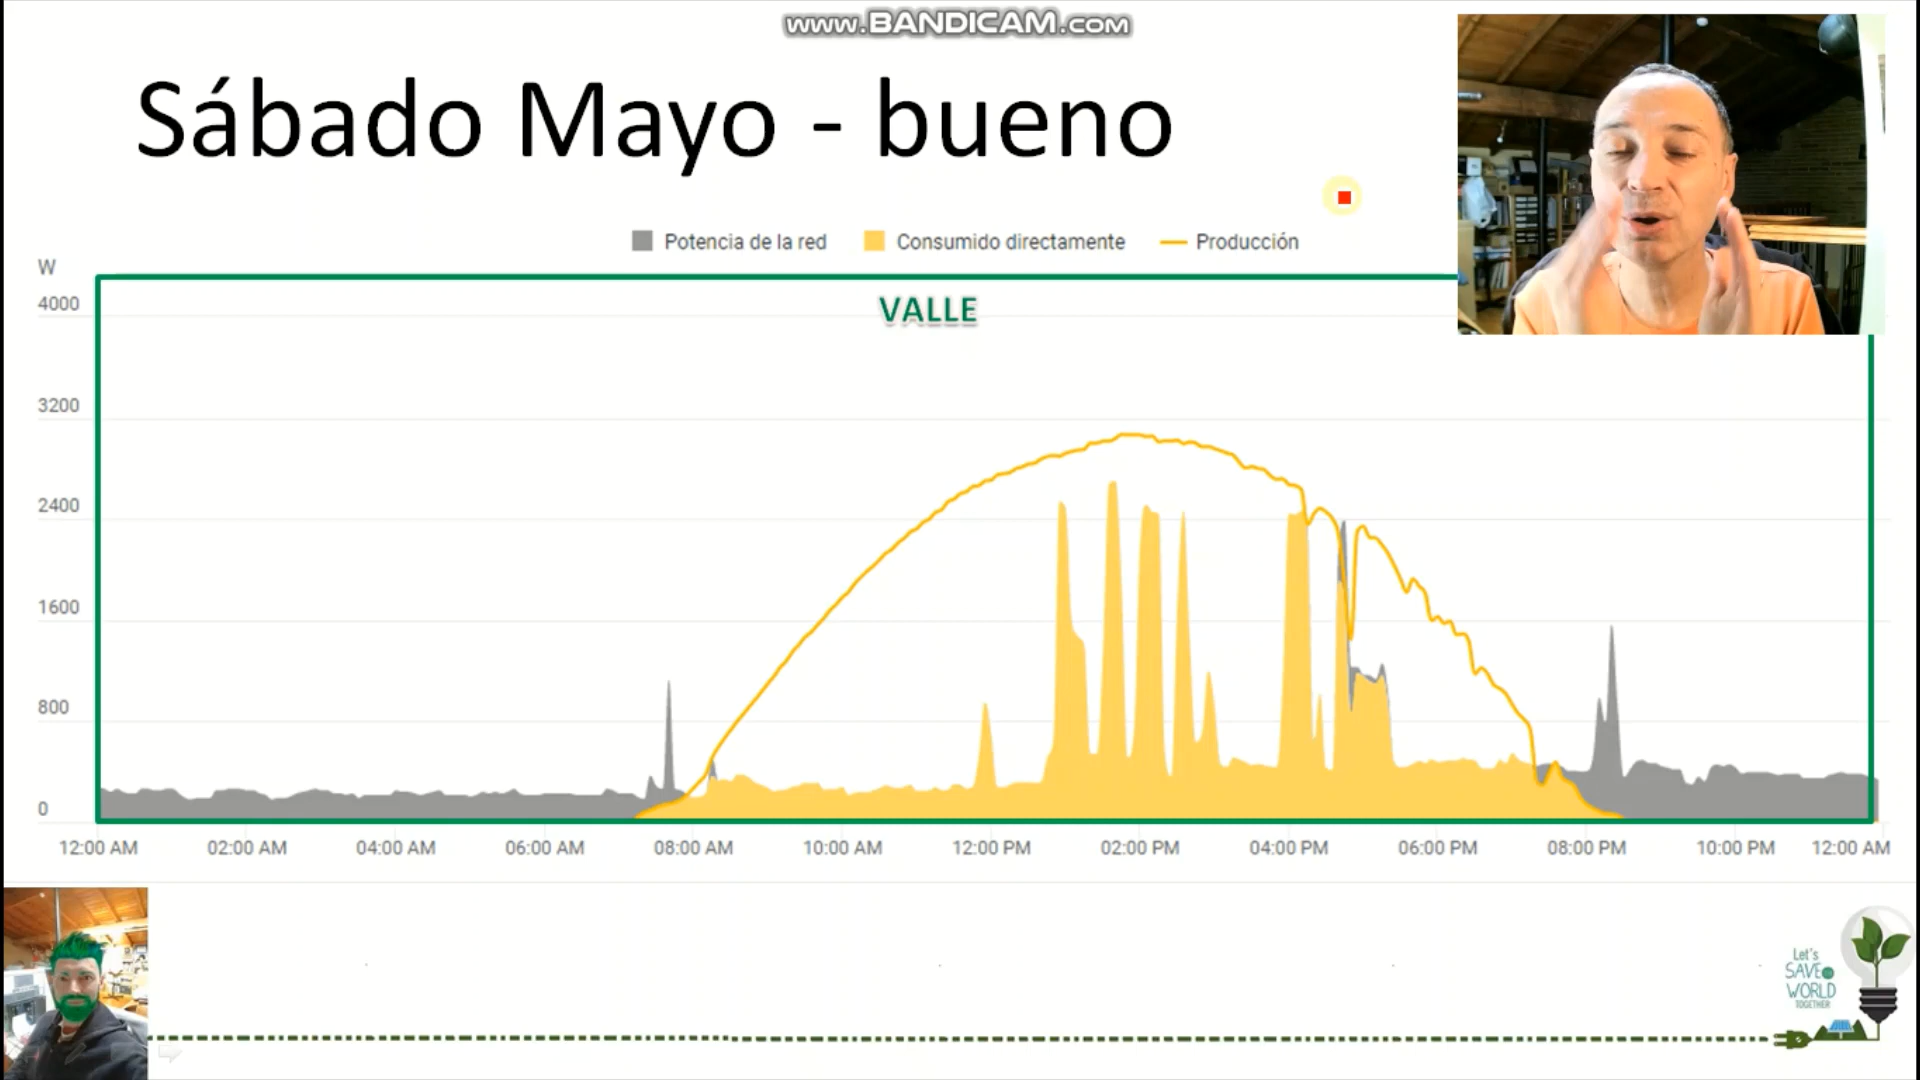 www.BANDICAM.com
Sábado Mayo - bueno
Potencia de la red Consumido directamente Producción
W
VALLE
4000
3200
2400
1600
800
0
12:00 AM 02:00 AM 04:00 AM 06:00 AM 08:00 AM 10:00 AM 12:00 PM 02:00 PM 04:00 PM 06:00 PM 08:00 PM 10:00 PM 12:00 AM
Let's
SAVE
WORLD
TOGETHER